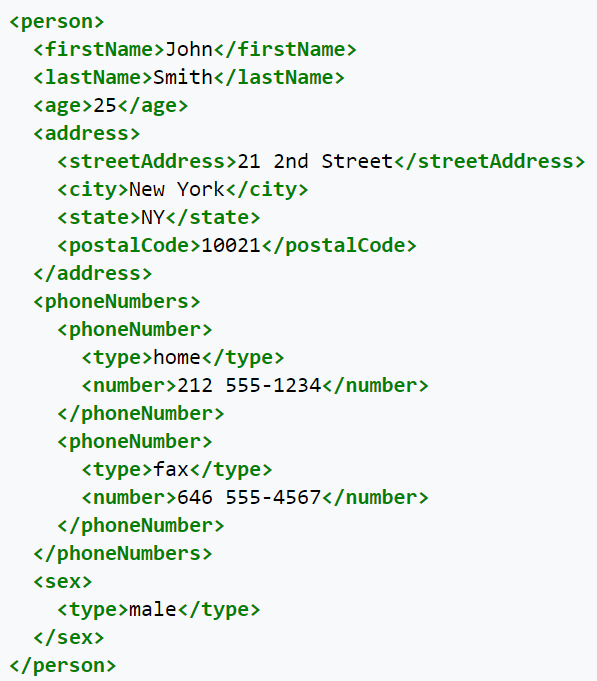 <person>
  <firstName>John</firstName>
  <lastName>Smith</lastName>
  <age>25</age>
  <address>
    <streetAddress>21 2nd Street</streetAddress>
    <city>New York</city>
    <state>NY</state>
    <postalCode>10021</postalCode>
  </address>
  <phoneNumbers>
    <phoneNumber>
      <type>home</type>
      <number>212 555-1234</number>
    </phoneNumber>
    <phoneNumber>
      <type>fax</type>
      <number>646 555-4567</number>
    </phoneNumber>
  </phoneNumbers>
  <sex>
    <type>male</type>
  </sex>
</person>